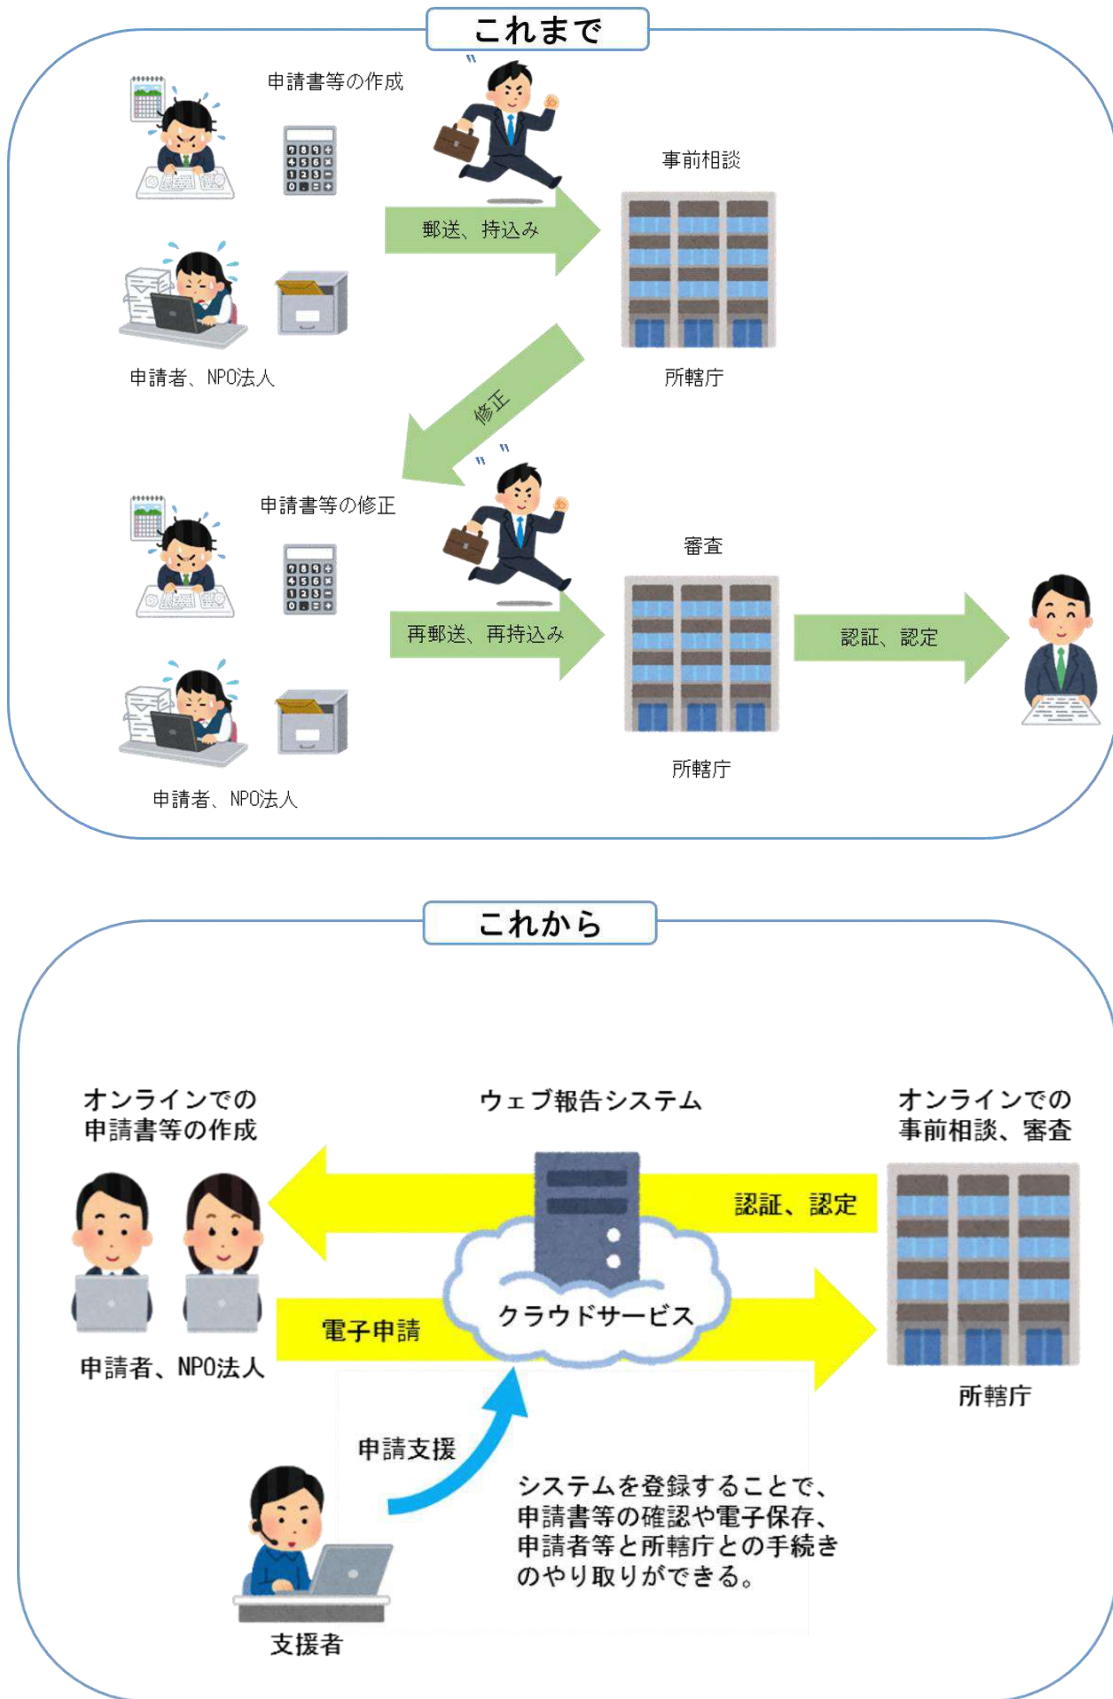 これまで
申請書等の作成
事前相談
郵送、持込み
申請者、NPO法人
所轄庁
修正
申請書等の修正
審査
再郵送、再持込み
認証、認定
所轄庁
申請者、NPO法人
これから
オンラインでの
申請書等の作成
ウェブ報告システム
オンラインでの
事前相談、審査
認証、認定
クラウドサービス
電子申請
申請者、NPO法人
所轄庁
申請支援
システムを登録することで、
申請書等の確認や電子保存、
申請者等と所轄庁との手続き
のやり取りができる。
支援者